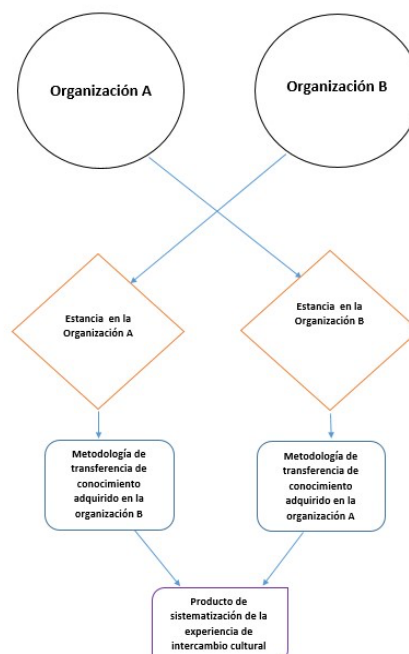 Organización A
Organización B
Estancia en la
Organización A
Estancia en la
Organización B
Metodología de
transferencia de
conocimiento
adquirido en la
organización B
Metodología de
transferencia de
conocimiento
adquirido en la
organización A
Producto de
sistematización de la
experiencia de
intercambio cultural